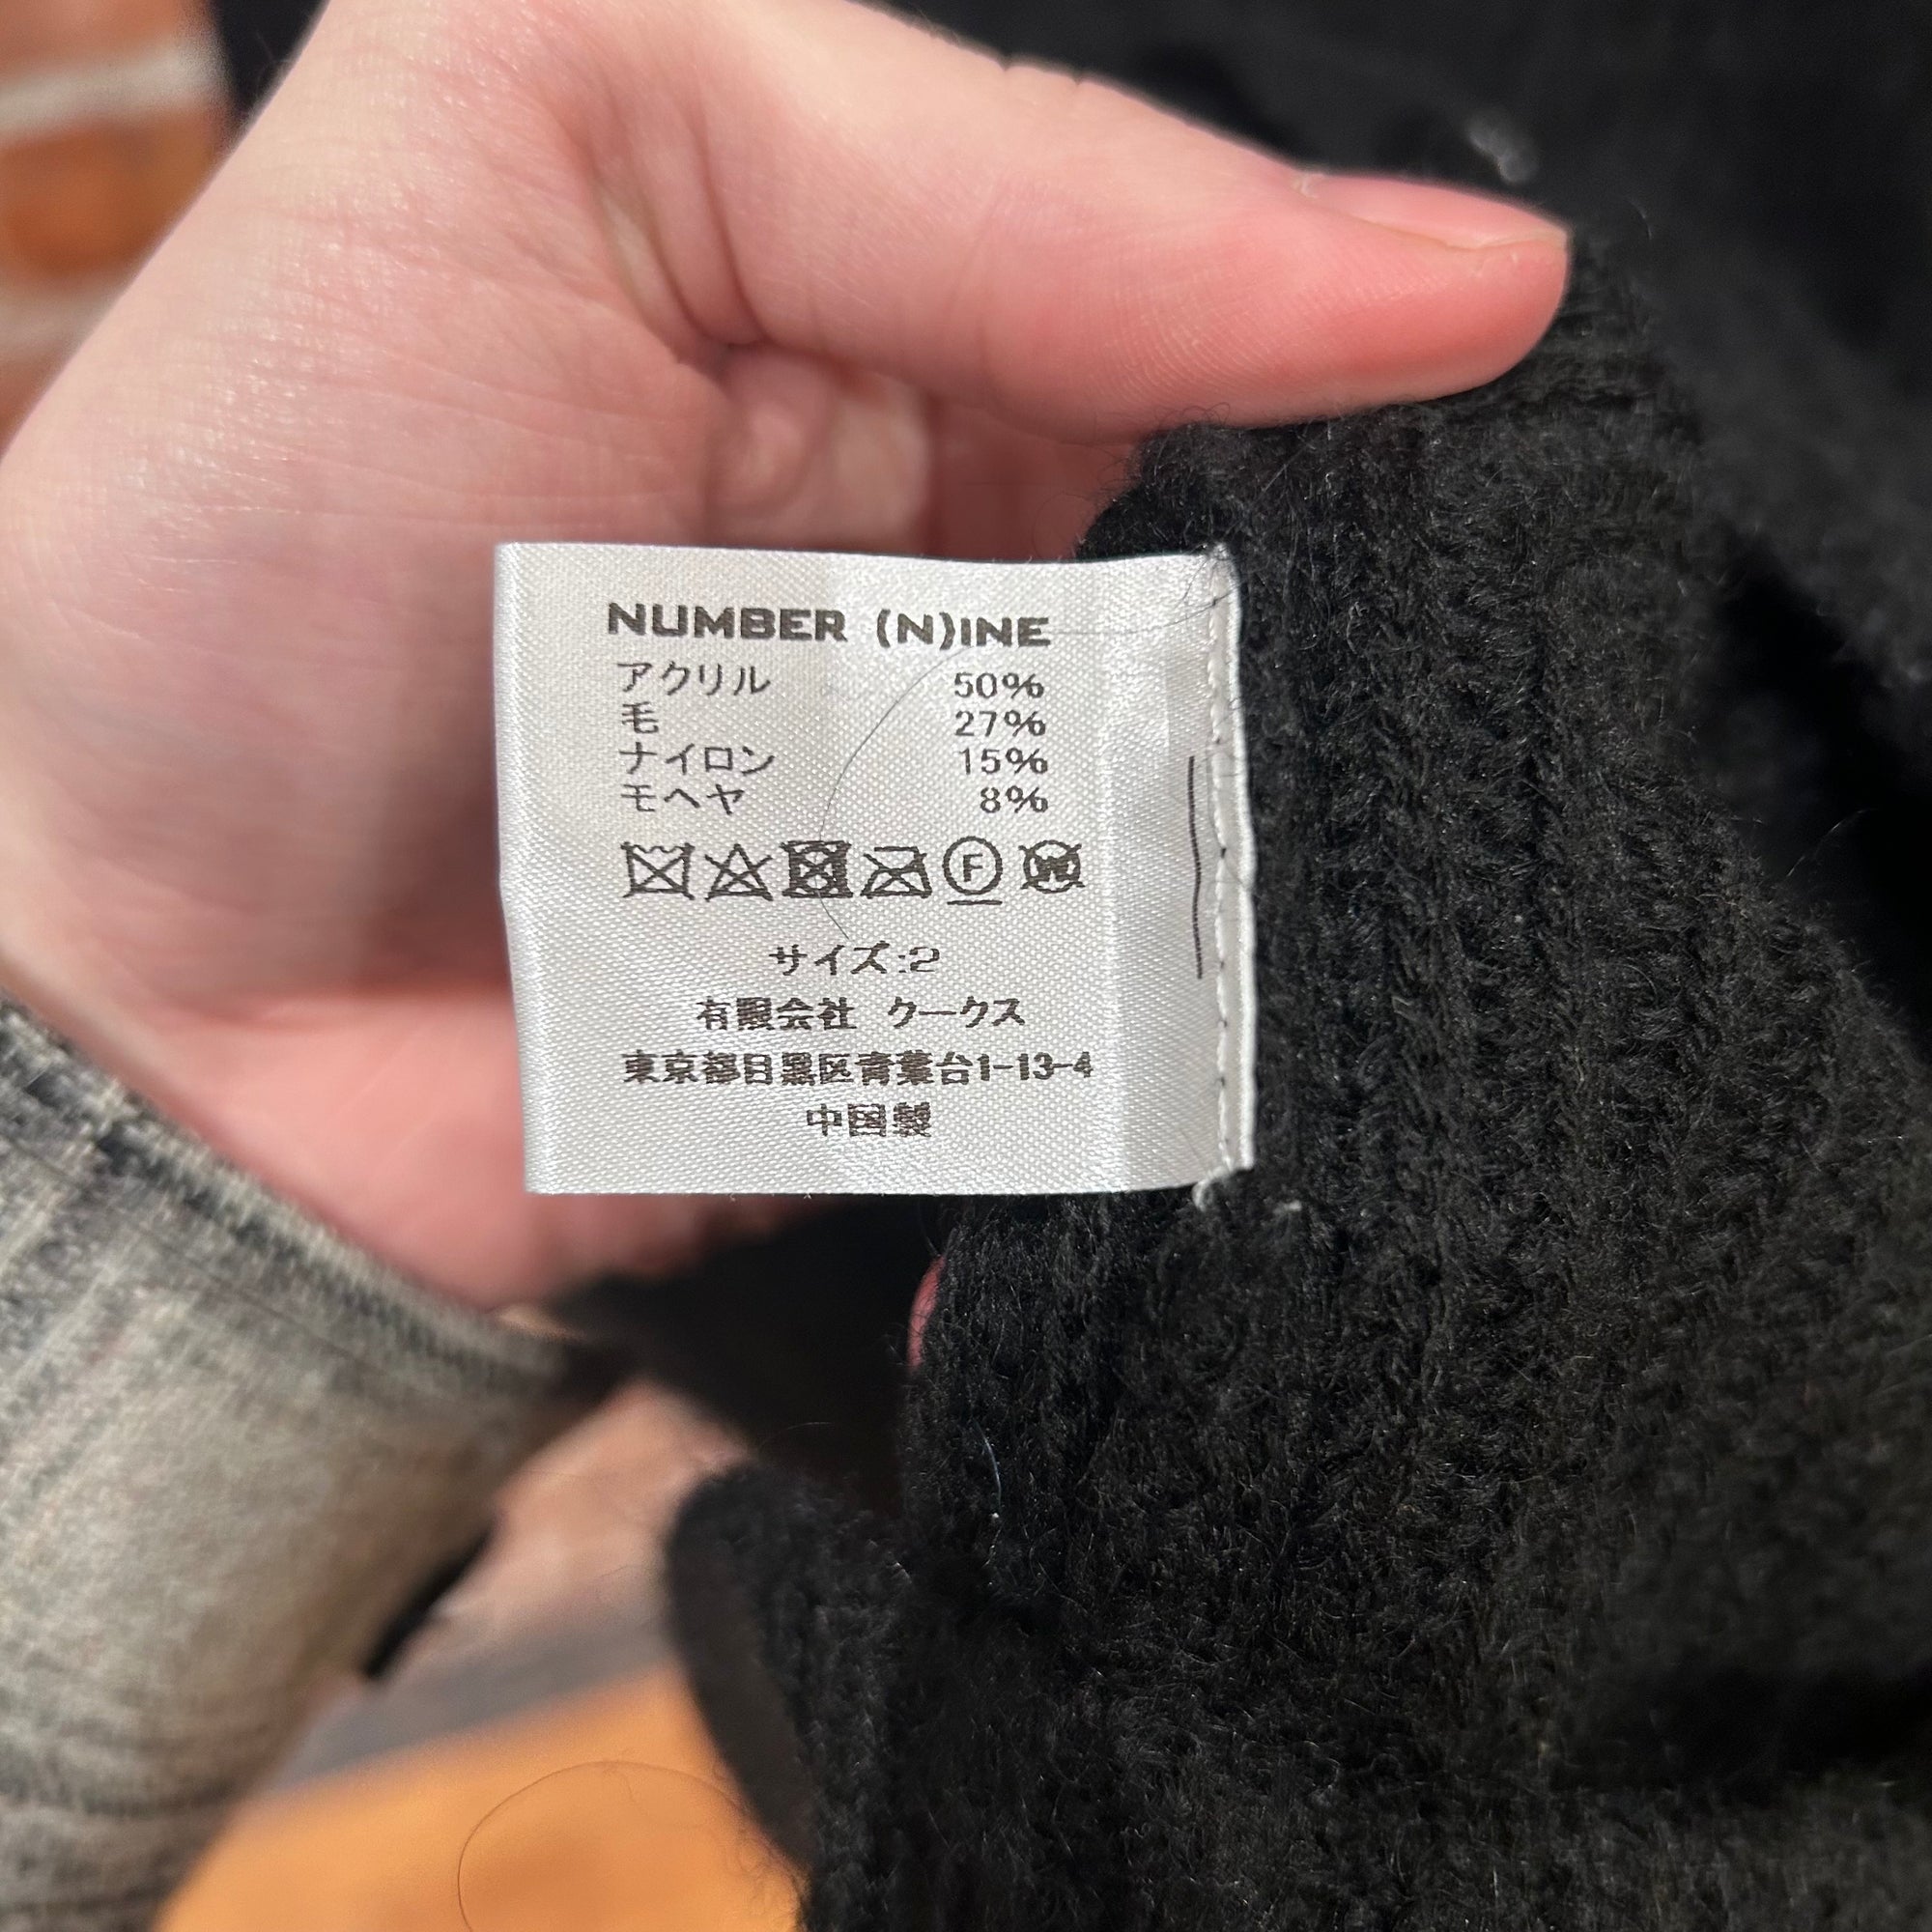 NUMBER (N)INE
アクリル 50%
毛 27%
ナイロン 15%
モヘヤ 8%
F W
サイズ:2
有限会社 クークス
東京都目黒区青葉台1-13-4
中国製